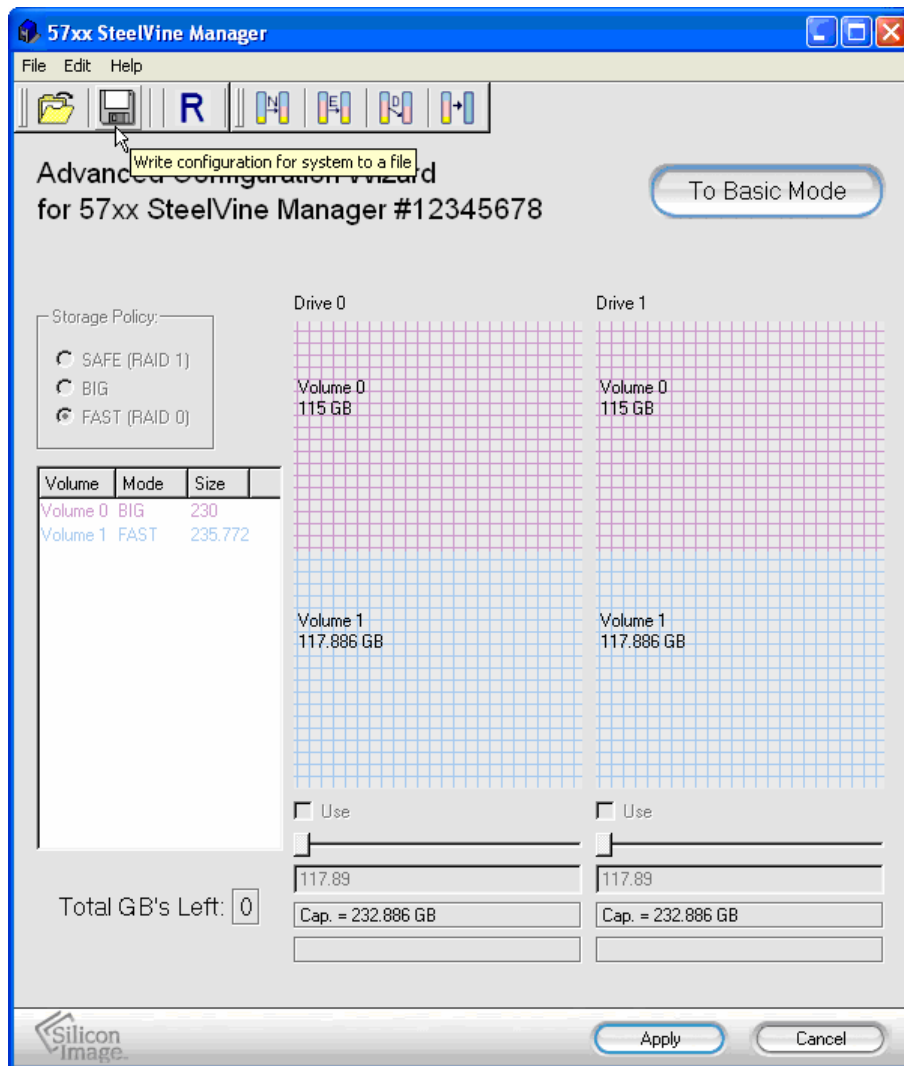 57xx SteelVine Manager
File Edit Help
R N E D
Write configuration for system to a file
Advanced Configuration Wizard
for 57xx SteelVine Manager #12345678
To Basic Mode
Storage Policy:
SAFE (RAID 1)
BIG
FAST (RAID 0)
Volume Mode Size
Volume 0 BIG 230
Volume 1 FAST 235.772
Total GB's Left: 0
Drive 0
Volume 0
115 GB
Volume 1
117.886 GB
Use
117.89
Cap. = 232.886 GB
Drive 1
Volume 0
115 GB
Volume 1
117.886 GB
Use
117.89
Cap. = 232.886 GB
Silicon
Image.
Apply Cancel